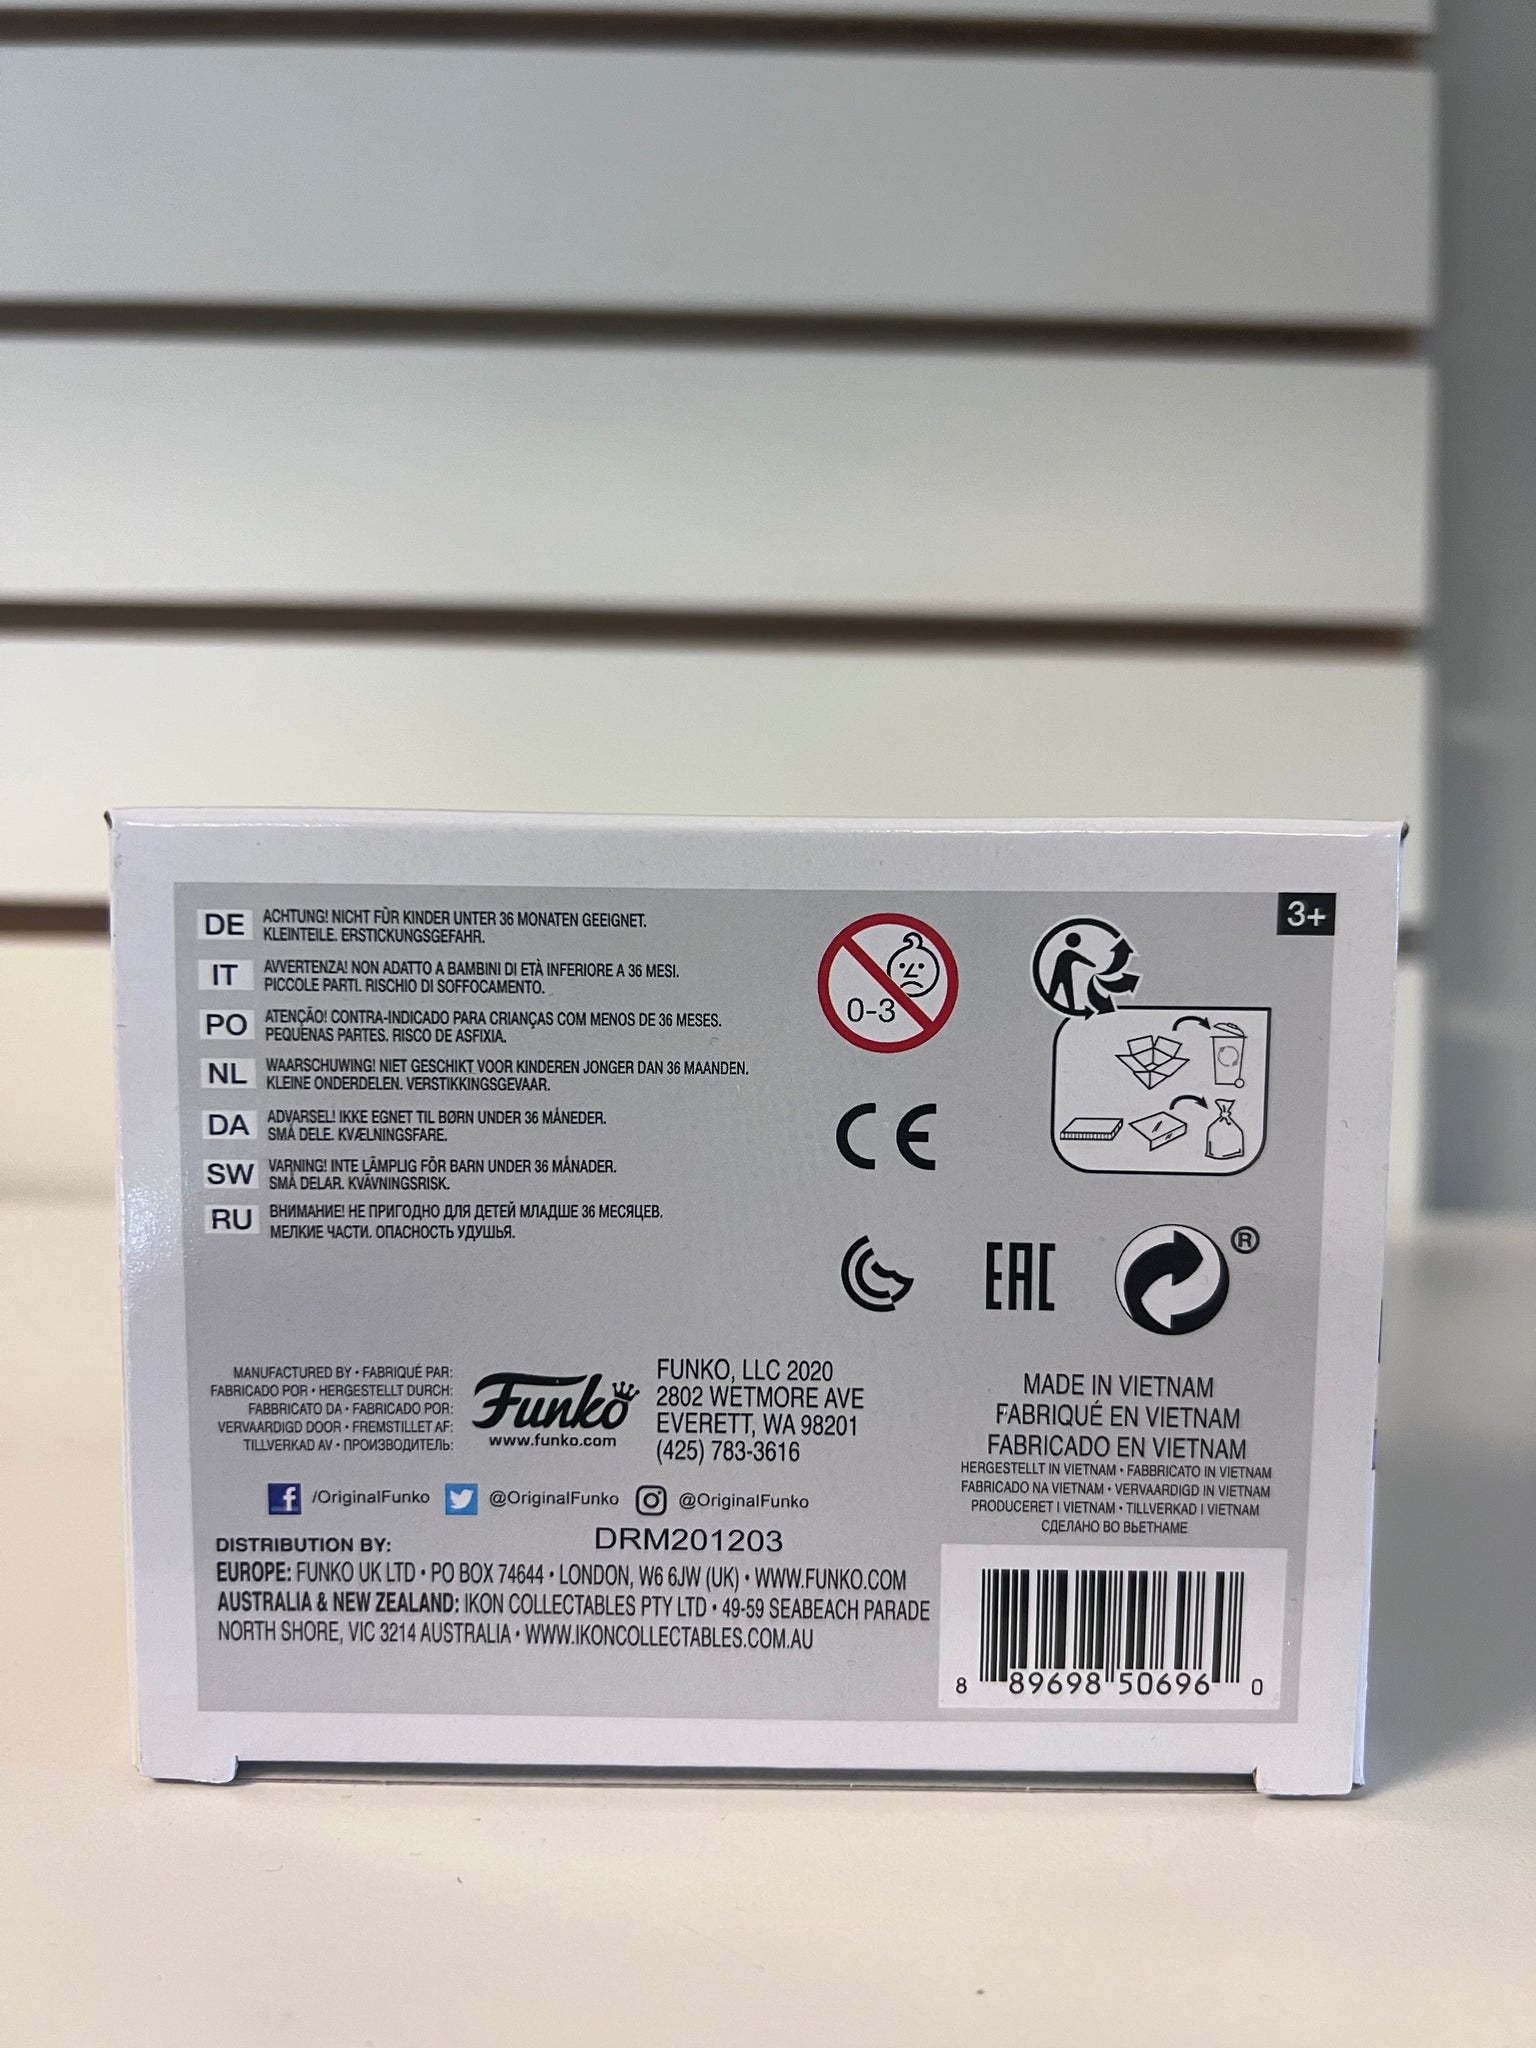 3+
DE ACHTUNG! NICHT FÜR KINDER UNTER 36 MONATEN GEEIGNET.
KLEINTEILE. ERSTICKUNGSGEFAHR.
IT AVVERTENZA! NON ADATTO A BAMBINI DI ETÀ INFERIORE A 36 MESI.
PICCOLE PARTI. RISCHIO DI SOFFOCAMENTO.
PO ATENÇÃO! CONTRA-INDICADO PARA CRIANÇAS COM MENOS DE 36 MESES.
PEQUENAS PARTES. RISCO DE ASFIXIA.
NL WAARSCHUWING! NIET GESCHIKT VOOR KINDEREN JONGER DAN 36 MAANDEN.
KLEINE ONDERDELEN. VERSTIKKINGSGEVAAR.
DA ADVARSEL! IKKE EGNET TIL BØRN UNDER 36 MÅNEDER.
SMÅ DELE. KVÆLNINGSFARE.
SW VARNING! INTE LÄMPLIG FÖR BARN UNDER 36 MÅNADER.
SMÅ DELAR. KVÄVNINGSRISK.
RU ВНИМАНИЕ! НЕ ПРИГОДНО ДЛЯ ДЕТЕЙ МЛАДШЕ 36 МЕСЯЦЕВ.
МЕЛКИЕ ЧАСТИ. ОПАСНОСТЬ УДУШЬЯ.
0-3
CE
EAC
®
MANUFACTURED BY • FABRIQUÉ PAR:
FABRICADO POR • HERGESTELLT DURCH:
FABBRICATO DA • FABRICADO POR:
VERVAARDIGD DOOR • FREMSTILLET AF:
TILLVERKAD AV • ПРОИЗВОДИТЕЛЬ:
Funko
www.funko.com
FUNKO, LLC 2020
2802 WETMORE AVE
EVERETT, WA 98201
(425) 783-3616
MADE IN VIETNAM
FABRIQUÉ EN VIETNAM
FABRICADO EN VIETNAM
HERGESTELLT IN VIETNAM • FABBRICATO IN VIETNAM
FABRICADO NA VIETNAM • VERVAARDIGD IN VIETNAM
PRODUCERET I VIETNAM • TILLVERKAD I VIETNAM
СДЕЛАНО ВО ВЬЕТНАМЕ
/OriginalFunko @OriginalFunko @OriginalFunko
DISTRIBUTION BY: DRM201203
EUROPE: FUNKO UK LTD • PO BOX 74644 • LONDON, W6 6JW (UK) • WWW.FUNKO.COM
AUSTRALIA & NEW ZEALAND: IKON COLLECTABLES PTY LTD • 49-59 SEABEACH PARADE
NORTH SHORE, VIC 3214 AUSTRALIA • WWW.IKONCOLLECTABLES.COM.AU
8 89698 50696 0